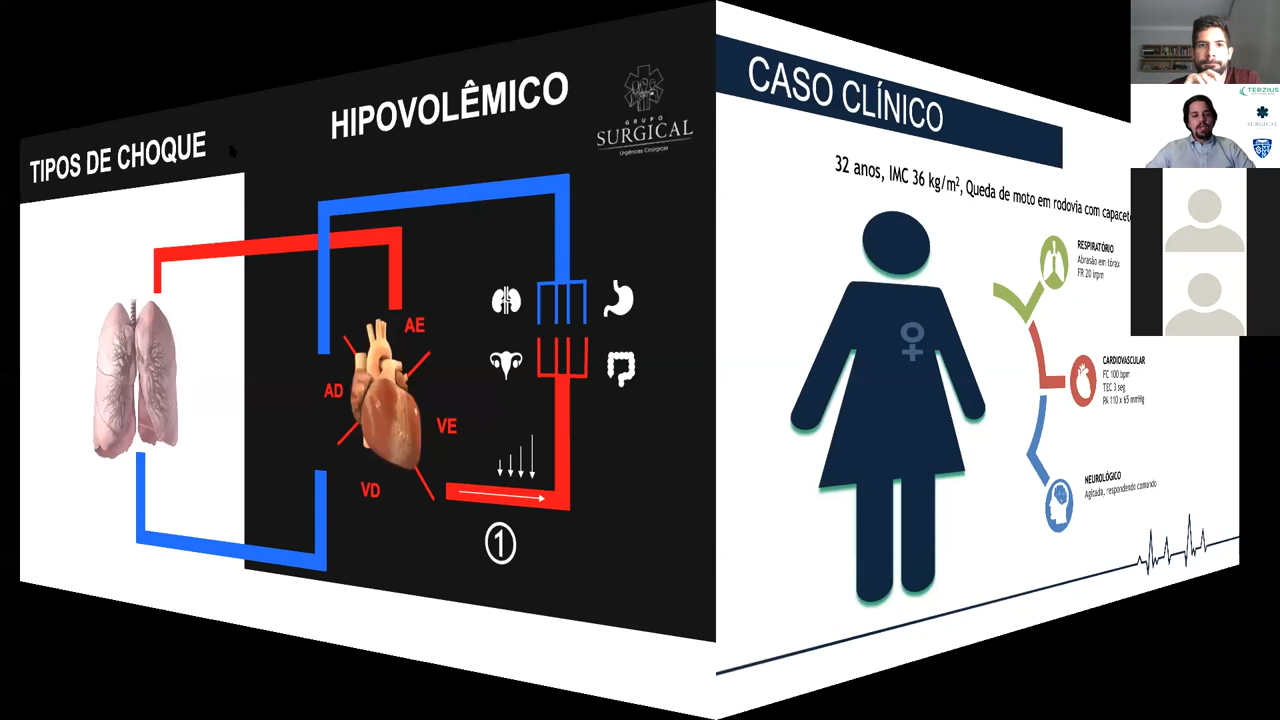 TIPOS DE CHOQUE
HIPOVOLÊMICO
GRUPO
SURGICAL
Urgências Cirúrgicas
AE
AD
VE
VD
1
CASO CLÍNICO
32 anos, IMC 36 kg/m², Queda de moto em rodovia com capacete
RESPIRATÓRIO
Abrasão em tórax
FR 20 irpm
CARDIOVASCULAR
FC 100 bpm
TEC 3 seg
PA 110 x 65 mmHg
NEUROLÓGICO
Agitada, respondendo comando
TERZIUS
SURGICAL